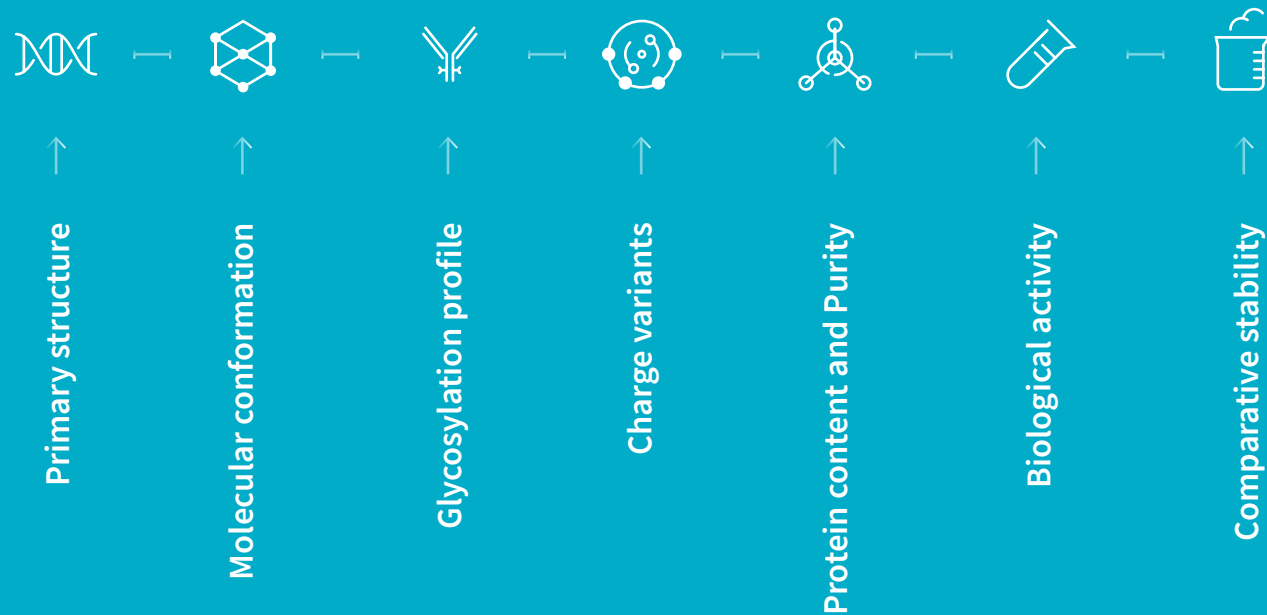 Primary structure
Molecular conformation
Glycosylation profile
Charge variants
Protein content and Purity
Biological activity
Comparative stability